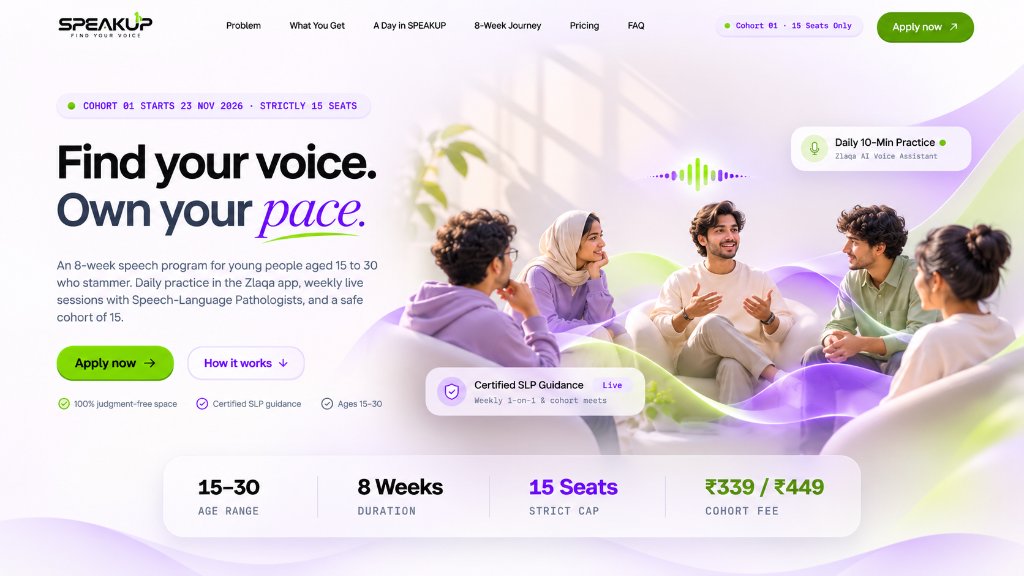 SPEAKUP
FIND YOUR VOICE
Problem
What You Get
A Day in SPEAKUP
8-Week Journey
Pricing
FAQ
Cohort 01 · 15 Seats Only
Apply now ↗
COHORT 01 STARTS 23 NOV 2026 · STRICTLY 15 SEATS
Find your voice.
Own your pace.
An 8-week speech program for young people aged 15 to 30
who stammer. Daily practice in the Zlaqa app, weekly live
sessions with Speech-Language Pathologists, and a safe
cohort of 15.
Apply now →
How it works ↓
100% judgment-free space
Certified SLP guidance
Ages 15–30
Daily 10-Min Practice
Zlaqa AI Voice Assistant
Certified SLP Guidance Live
Weekly 1-on-1 & cohort meets
15–30
AGE RANGE
8 Weeks
DURATION
15 Seats
STRICT CAP
₹339 / ₹449
COHORT FEE